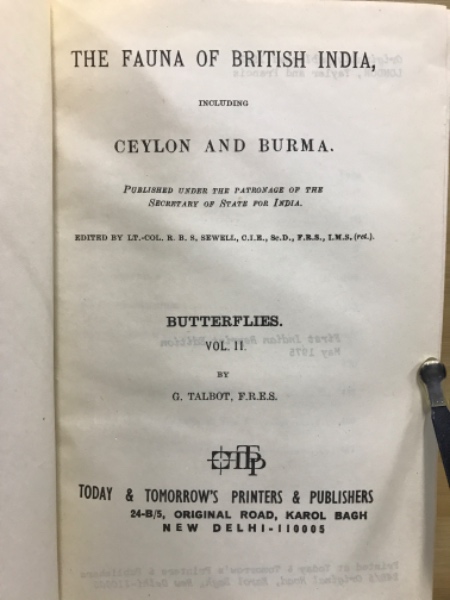 THE FAUNA OF BRITISH INDIA,
INCLUDING
CEYLON AND BURMA.
PUBLISHED UNDER THE PATRONAGE OF THE
SECRETARY OF STATE FOR INDIA.
EDITED BY LT.-COL. R. B. S. SEWELL, C.I.E., Sc.D., F.R.S., I.M.S. (ret.).
BUTTERFLIES.
VOL. II.
BY
G. TALBOT, F.R.E.S.
TODAY & TOMORROW'S PRINTERS & PUBLISHERS
24-B/5, ORIGINAL ROAD, KAROL BAGH
NEW DELHI-110005